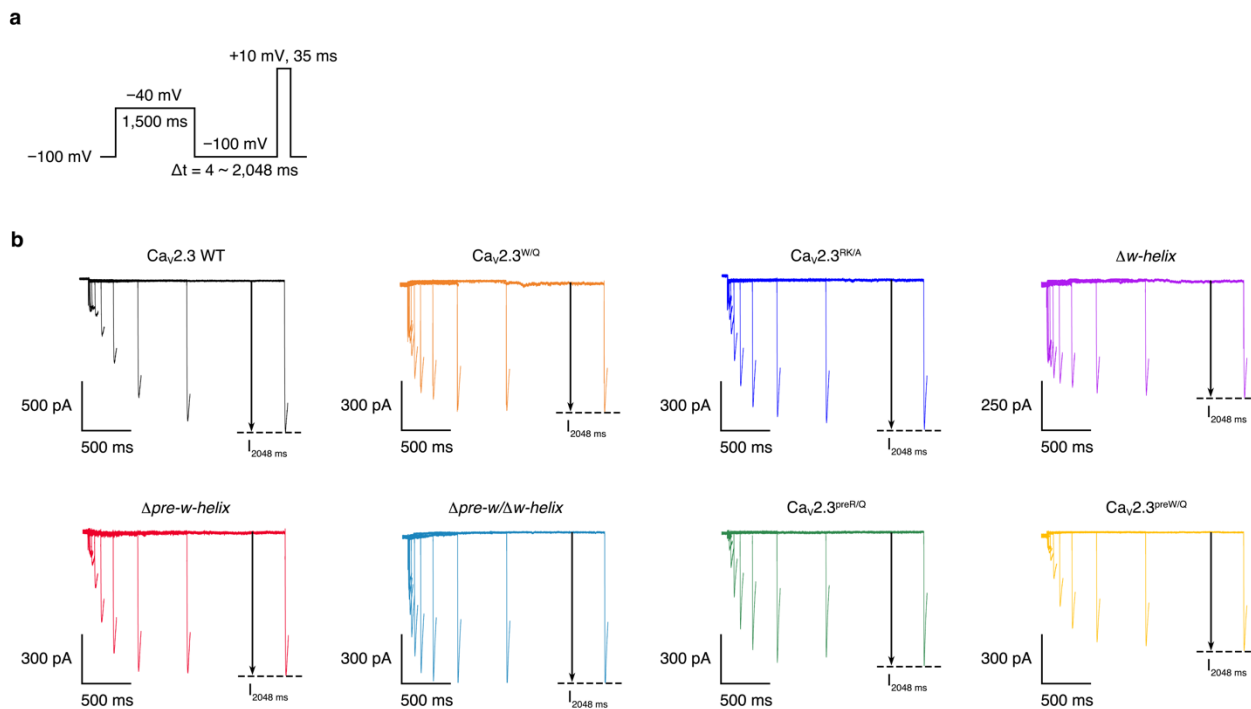 a
+10 mV, 35 ms
−40 mV
1,500 ms
−100 mV
−100 mV
Δt = 4 ~ 2,048 ms
b
CaV2.3 WT
500 pA
500 ms
I2048 ms
CaV2.3W/Q
300 pA
500 ms
I2048 ms
CaV2.3RK/A
300 pA
500 ms
I2048 ms
Δw-helix
250 pA
500 ms
I2048 ms
Δpre-w-helix
300 pA
500 ms
I2048 ms
Δpre-w/Δw-helix
300 pA
500 ms
I2048 ms
CaV2.3preR/Q
300 pA
500 ms
I2048 ms
CaV2.3preW/Q
300 pA
500 ms
I2048 ms